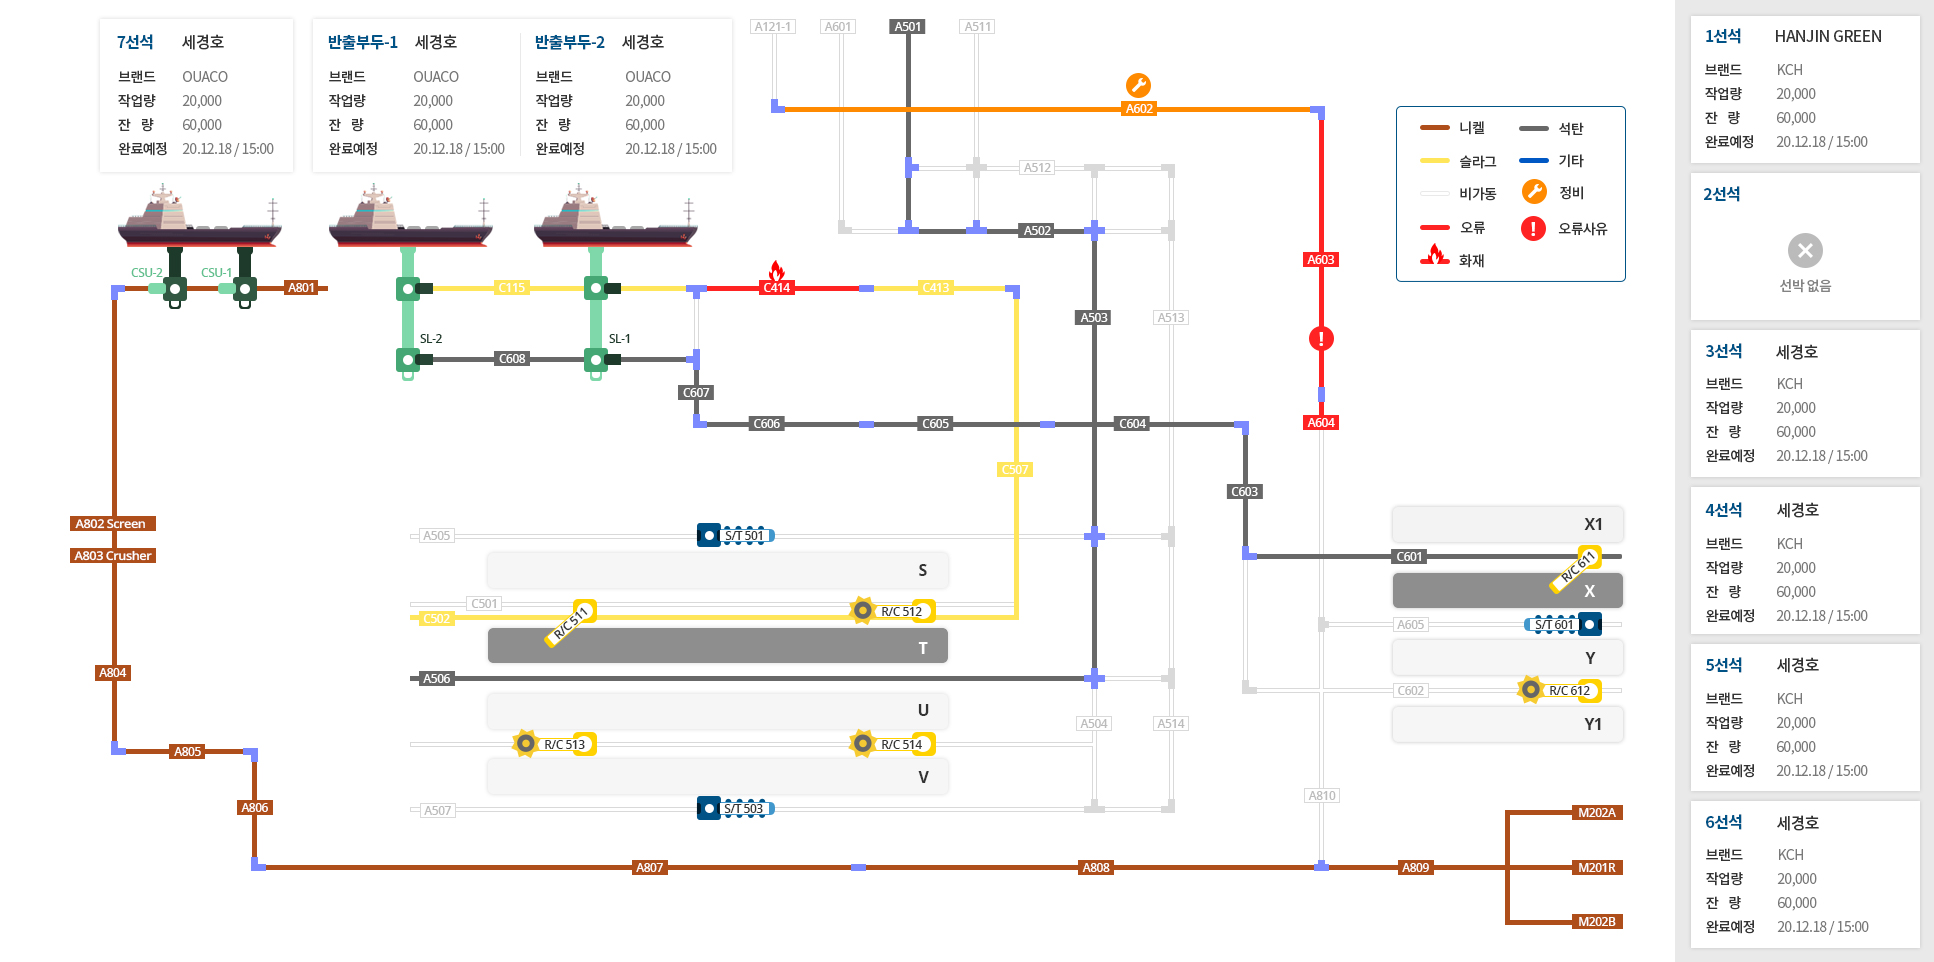 7선석 세경호
브랜드 OUACO
작업량 20,000
잔 량 60,000
완료예정 20.12.18 / 15:00
반출부두-1 세경호
브랜드 OUACO
작업량 20,000
잔 량 60,000
완료예정 20.12.18 / 15:00
반출부두-2 세경호
브랜드 OUACO
작업량 20,000
잔 량 60,000
완료예정 20.12.18 / 15:00
A121-1
A601
A501
A511
A602
A512
A502
니켈
석탄
슬라그
기타
비가동
정비
오류
오류사유
화재
CSU-2
CSU-1
A801
C115
C414
C413
A603
A503
A513
SL-2
SL-1
C608
C607
C606
C605
C604
A604
C507
C603
A802 Screen
A803 Crusher
A505
S/T 501
S
C501
C502
R/C 511
R/C 512
T
A506
U
A504
A514
R/C 513
R/C 514
V
A507
S/T 503
X1
C601
R/C 611
X
A605
S/T 601
Y
C602
R/C 612
Y1
A804
A805
A806
A810
A807
A808
A809
M202A
M201R
M202B
1선석 HANJIN GREEN
브랜드 KCH
작업량 20,000
잔 량 60,000
완료예정 20.12.18 / 15:00
2선석
선박 없음
3선석 세경호
브랜드 KCH
작업량 20,000
잔 량 60,000
완료예정 20.12.18 / 15:00
4선석 세경호
브랜드 KCH
작업량 20,000
잔 량 60,000
완료예정 20.12.18 / 15:00
5선석 세경호
브랜드 KCH
작업량 20,000
잔 량 60,000
완료예정 20.12.18 / 15:00
6선석 세경호
브랜드 KCH
작업량 20,000
잔 량 60,000
완료예정 20.12.18 / 15:00